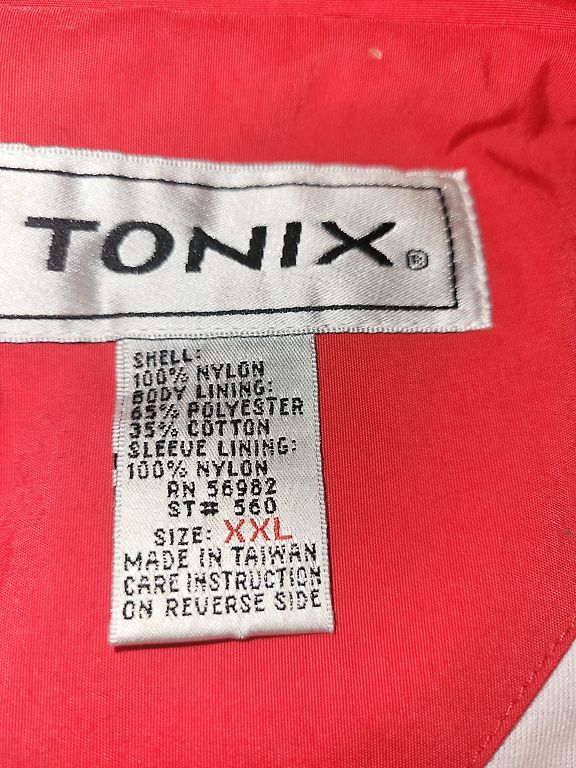 TONIX®
SHELL:
100% NYLON
BODY LINING:
65% POLYESTER
35% COTTON
SLEEVE LINING:
100% NYLON
RN 56982
ST# 560
SIZE: XXL
MADE IN TAIWAN
CARE INSTRUCTION
ON REVERSE SIDE